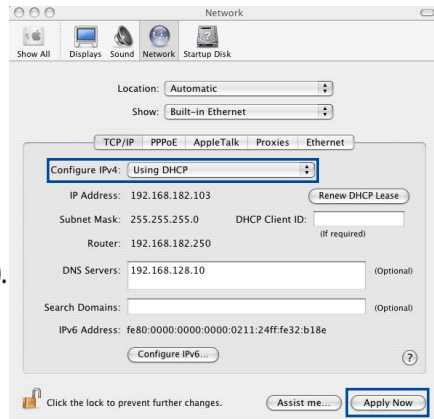 Network
Show All Displays Sound Network Startup Disk
Location: Automatic
Show: Built-in Ethernet
TCP/IP PPPoE AppleTalk Proxies Ethernet
Configure IPv4: Using DHCP
IP Address: 192.168.182.103 Renew DHCP Lease
Subnet Mask: 255.255.255.0 DHCP Client ID:
(If required)
Router: 192.168.182.250
).
DNS Servers: 192.168.128.10 (Optional)
Search Domains: (Optional)
IPv6 Address: fe80:0000:0000:0000:0211:24ff:fe32:b18e
Configure IPv6... ?
Click the lock to prevent further changes. Assist me... Apply Now